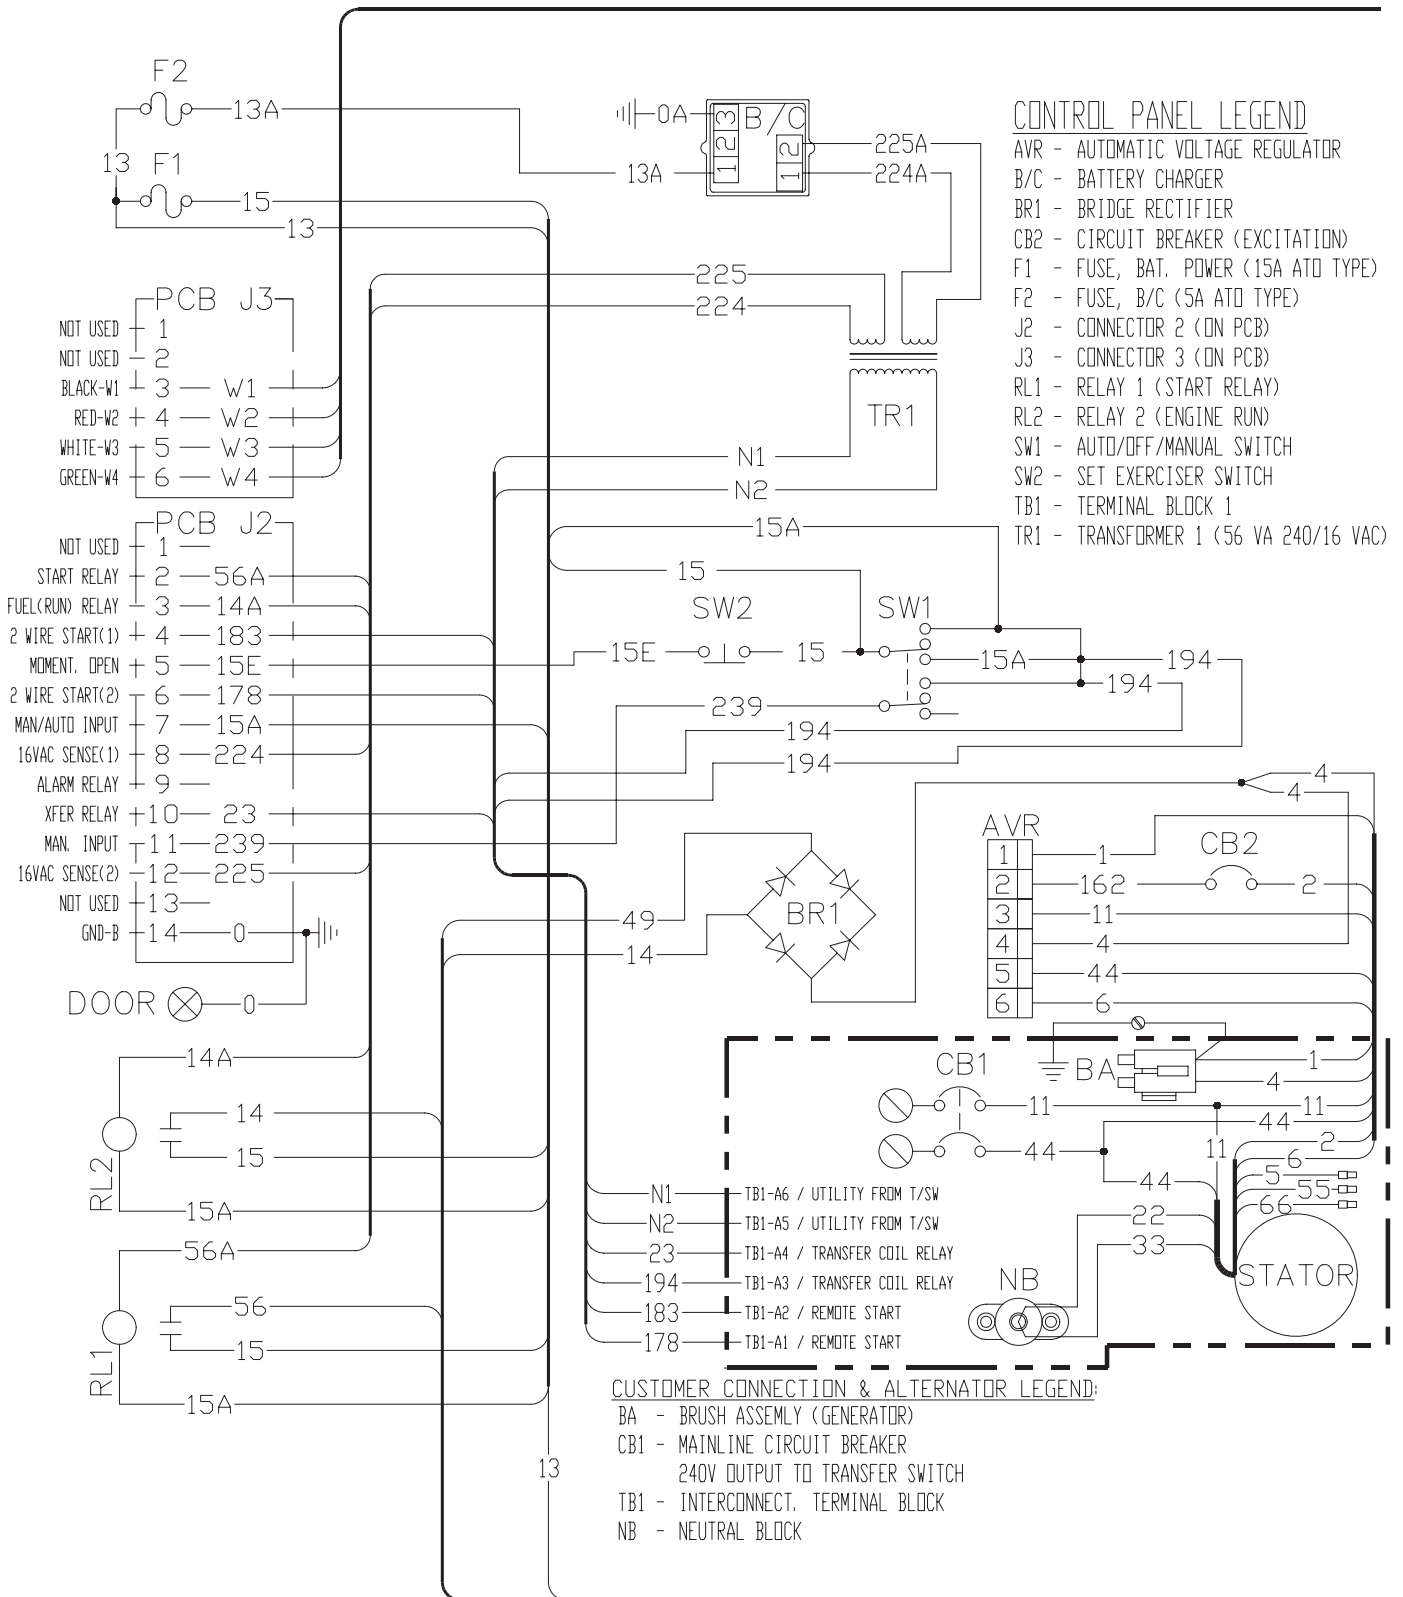 F2
13A
0A
3 B/C
2 2
1 1
225A
13
F1
13A
224A
15
13
225
224
CONTROL PANEL LEGEND
AVR - AUTOMATIC VOLTAGE REGULATOR
B/C - BATTERY CHARGER
BR1 - BRIDGE RECTIFIER
CB2 - CIRCUIT BREAKER (EXCITATION)
F1 - FUSE, BAT. POWER (15A ATO TYPE)
F2 - FUSE, B/C (5A ATO TYPE)
J2 - CONNECTOR 2 (ON PCB)
J3 - CONNECTOR 3 (ON PCB)
RL1 - RELAY 1 (START RELAY)
RL2 - RELAY 2 (ENGINE RUN)
SW1 - AUTO/OFF/MANUAL SWITCH
SW2 - SET EXERCISER SWITCH
TB1 - TERMINAL BLOCK 1
TR1 - TRANSFORMER 1 (56 VA 240/16 VAC)
PCB J3
NOT USED 1
NOT USED 2
BLACK-W1 3 W1
RED-W2 4 W2
WHITE-W3 5 W3
GREEN-W4 6 W4
TR1
N1
N2
PCB J2
NOT USED 1
START RELAY 2 56A
FUEL(RUN) RELAY 3 14A
2 WIRE START(1) 4 183
MOMENT. OPEN 5 15E
2 WIRE START(2) 6 178
MAN/AUTO INPUT 7 15A
16VAC SENSE(1) 8 224
ALARM RELAY 9
XFER RELAY 10 23
MAN. INPUT 11 239
16VAC SENSE(2) 12 225
NOT USED 13
GND-B 14 0
DOOR 0
15A
15
SW2 SW1
15E 15 15A 194
194
239
194
194
4
4
AVR
1 1
2 162 CB2 2
3 11
4 4
5 44
6 6
49
BR1
14
14A
14
15
RL2
15A
56A
56
15
RL1
15A
13
CB1
BA
1
4
11 11
44
44 11 2
6
5
44 55
66
22
33
NB
STATOR
N1 TB1-A6 / UTILITY FROM T/SW
N2 TB1-A5 / UTILITY FROM T/SW
23 TB1-A4 / TRANSFER COIL RELAY
194 TB1-A3 / TRANSFER COIL RELAY
183 TB1-A2 / REMOTE START
178 TB1-A1 / REMOTE START
CUSTOMER CONNECTION & ALTERNATOR LEGEND:
BA - BRUSH ASSEMLY (GENERATOR)
CB1 - MAINLINE CIRCUIT BREAKER
240V OUTPUT TO TRANSFER SWITCH
TB1 - INTERCONNECT. TERMINAL BLOCK
NB - NEUTRAL BLOCK